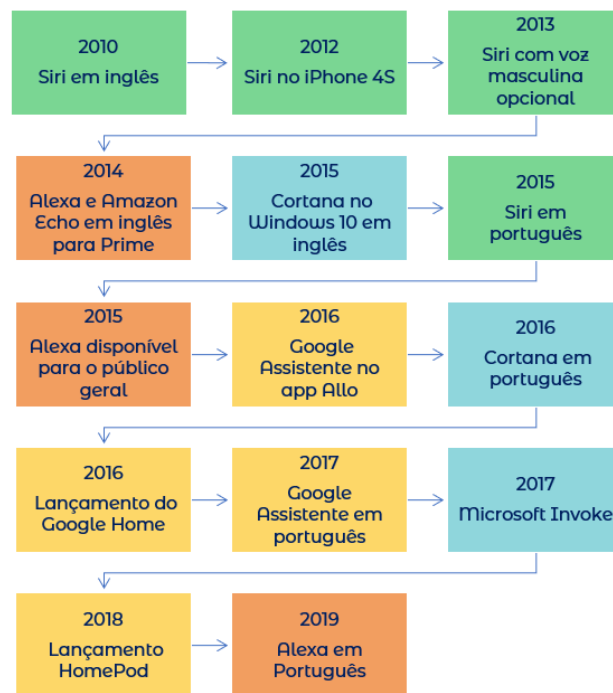 2010
Siri em inglês
2012
Siri no iPhone 4S
2013
Siri com voz
masculina
opcional
2014
Alexa e Amazon
Echo em inglês
para Prime
2015
Cortana no
Windows 10 em
inglês
2015
Siri em
português
2015
Alexa disponível
para o público
geral
2016
Google
Assistente no
app Allo
2016
Cortana em
português
2016
Lançamento do
Google Home
2017
Google
Assistente em
português
2017
Microsoft Invoke
2018
Lançamento
HomePod
2019
Alexa em
Português